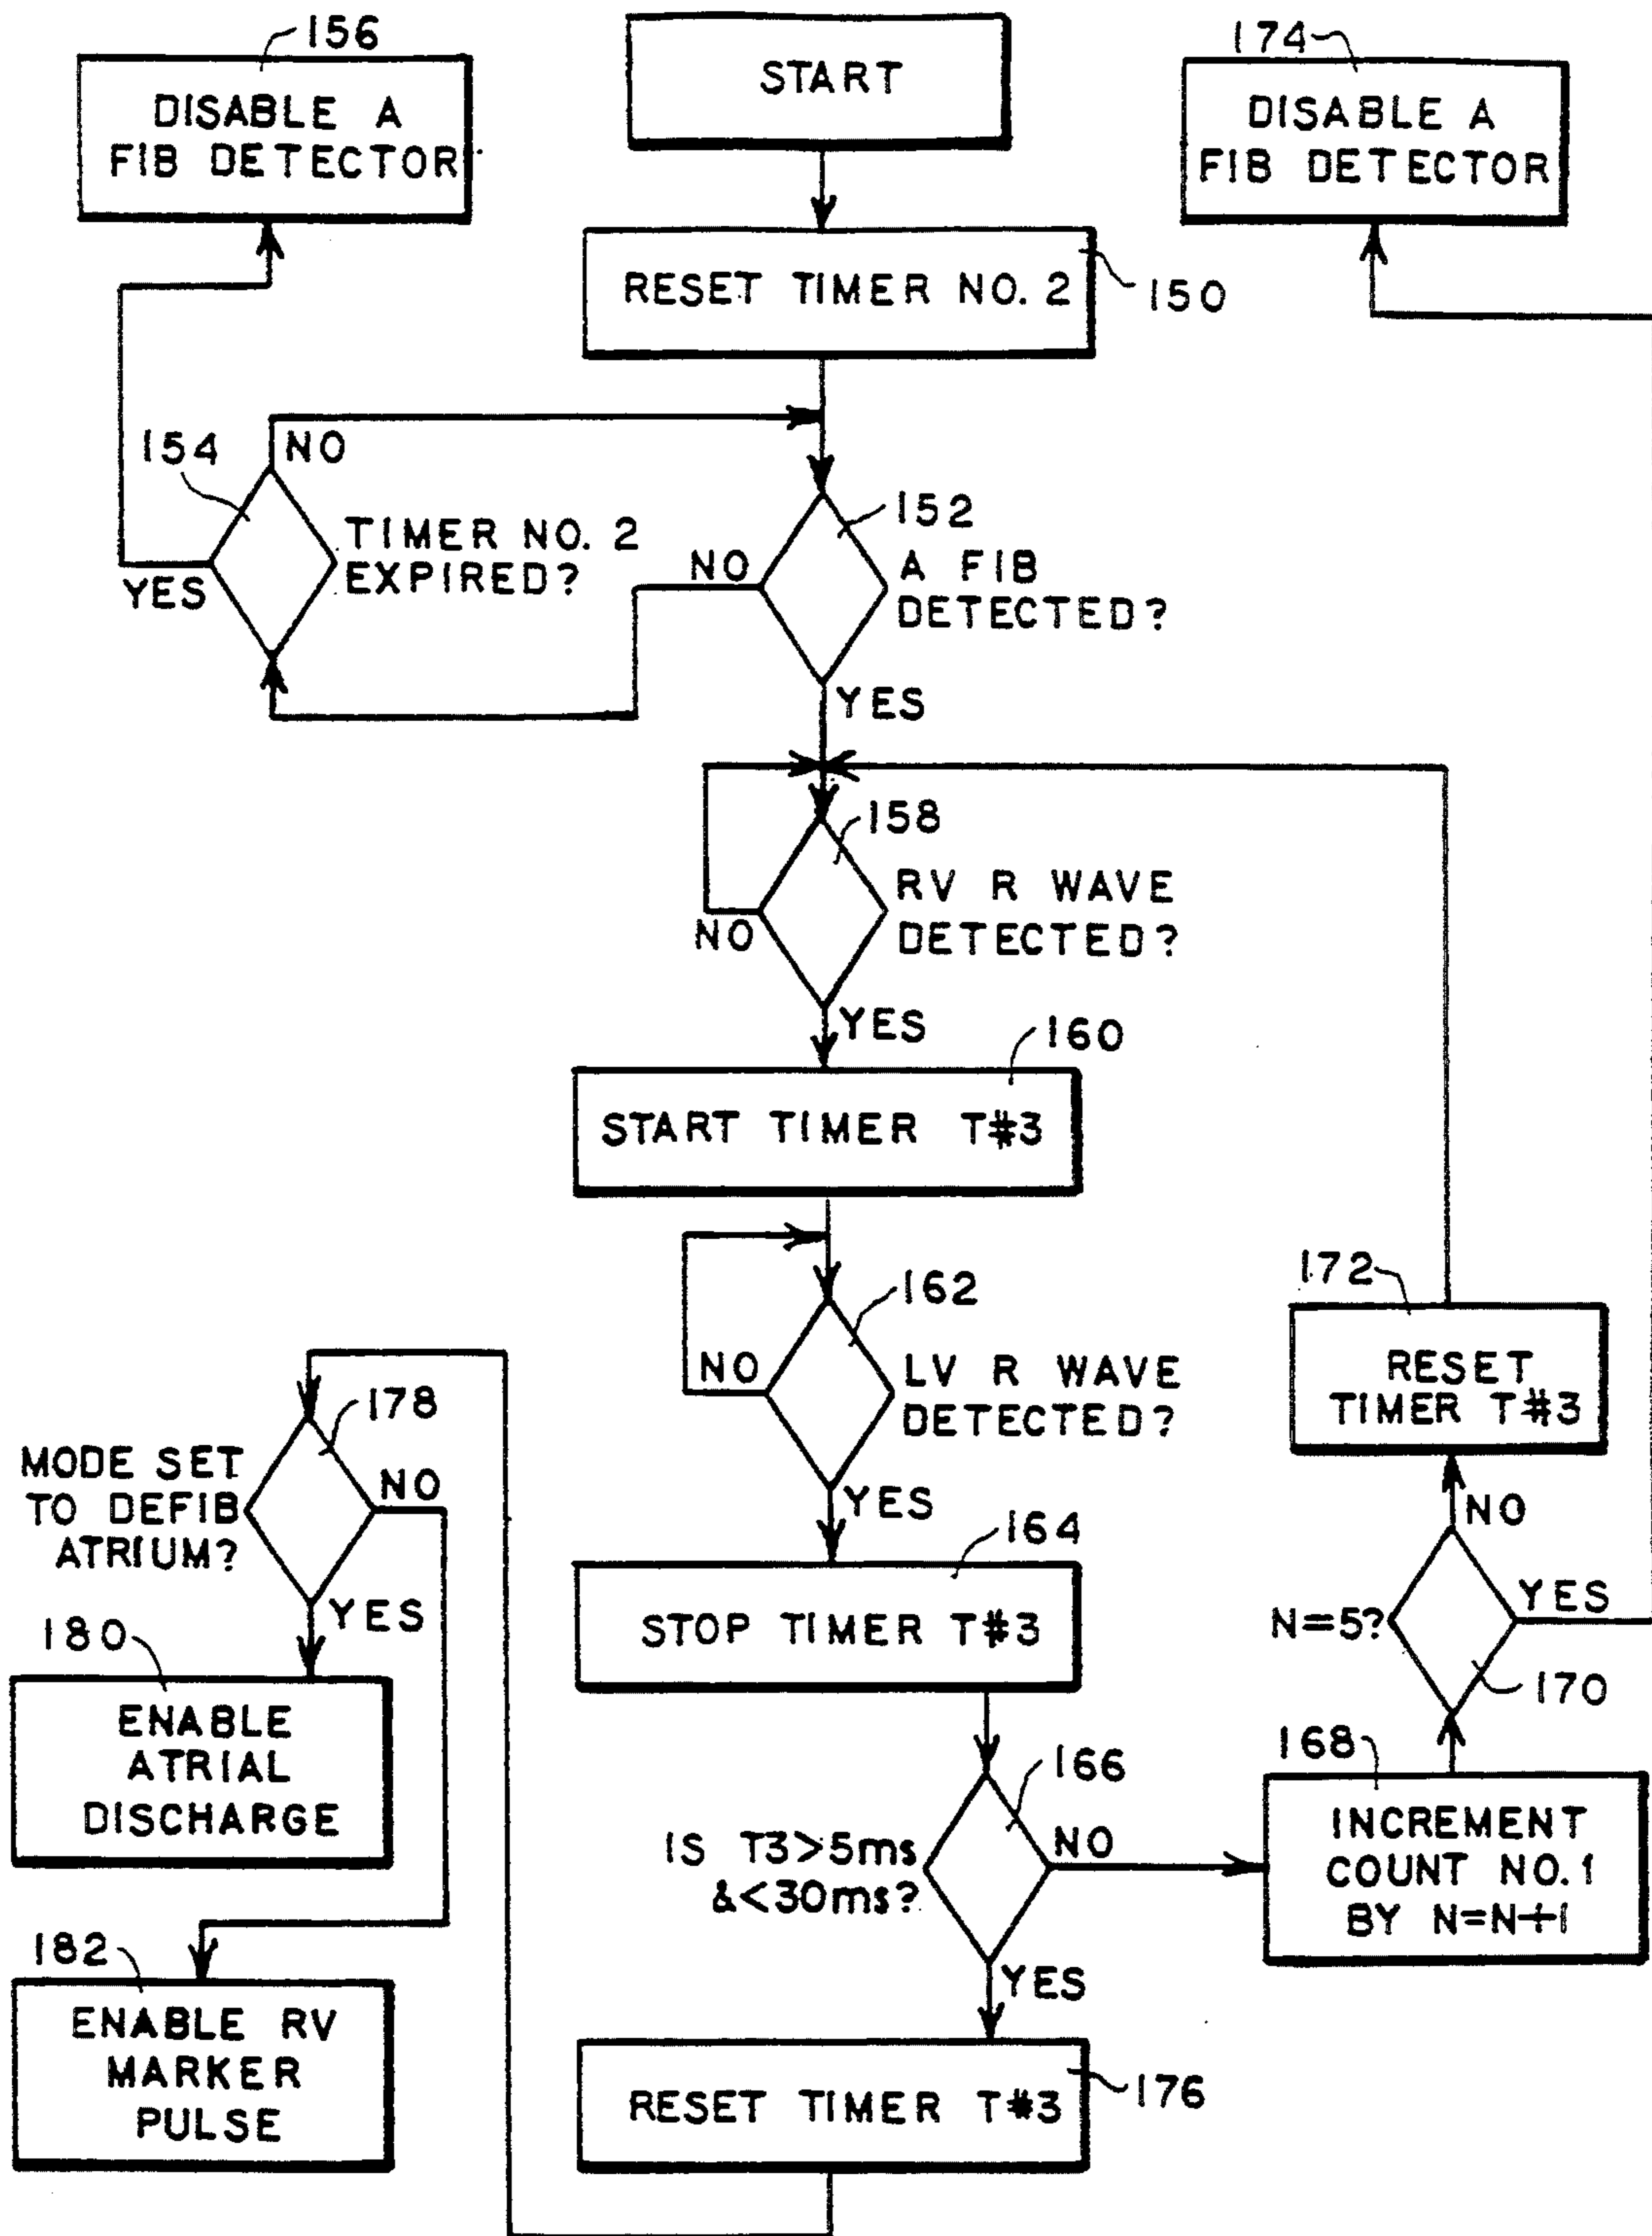 156
DISABLE A
FIB DETECTOR
START
174
DISABLE A
FIB DETECTOR
RESET TIMER NO. 2
150
154
NO
TIMER NO. 2
EXPIRED?
YES
152
NO
A FIB
DETECTED?
YES
158
RV R WAVE
DETECTED?
NO
YES
160
START TIMER T#3
162
NO
LV R WAVE
DETECTED?
YES
164
STOP TIMER T#3
166
IS T3>5ms
&<30ms?
NO
YES
RESET TIMER T#3
176
168
INCREMENT
COUNT NO. 1
BY N=N+1
N=5?
170
YES
NO
172
RESET
TIMER T#3
178
MODE SET
TO DEFIB
ATRIUM?
NO
YES
180
ENABLE
ATRIAL
DISCHARGE
182
ENABLE RV
MARKER
PULSE